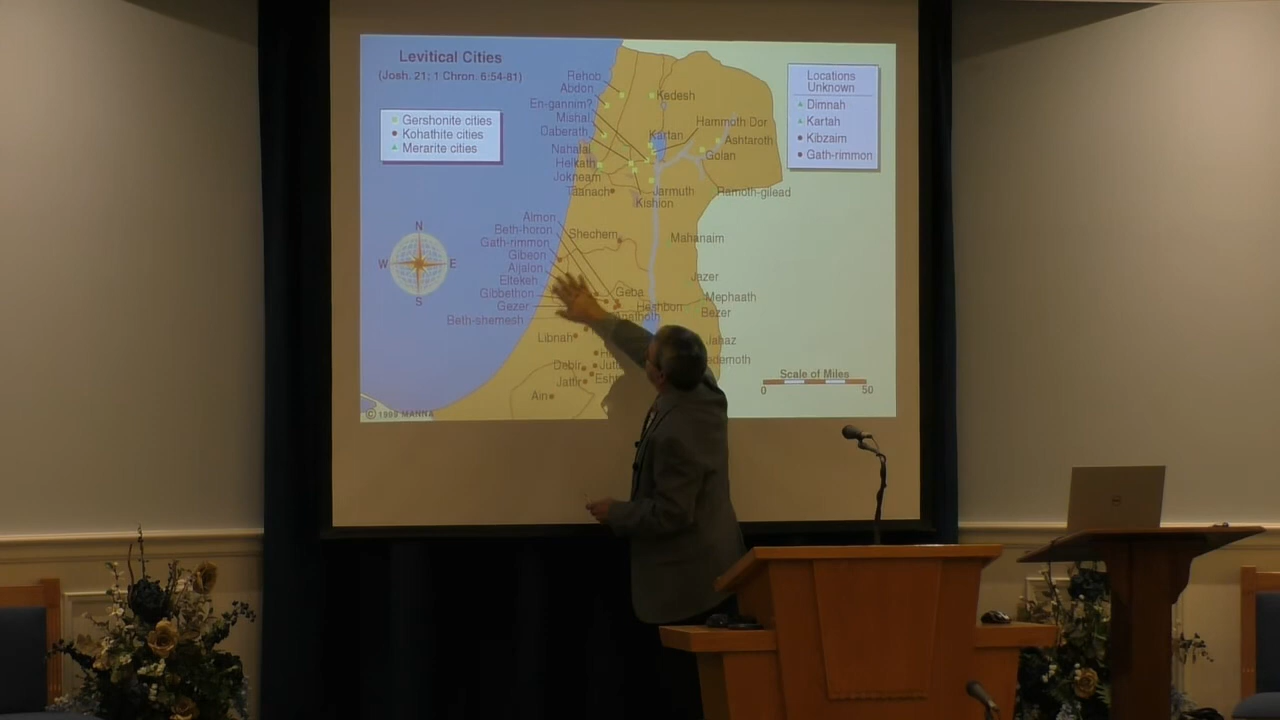 Levitical Cities
(Josh. 21; 1 Chron. 6:54-81)
Gershonite cities
Kohathite cities
Merarite cities
Locations
Unknown
Dimnah
Kartah
Kibzaim
Gath-rimmon
Rehob
Abdon
En-gannim?
Mishal
Daberath
Nahalal
Helkath
Jokneam
Taanach
Kedesh
Kartan
Hammoth Dor
Ashtaroth
Golan
Jarmuth
Kishion
Ramoth-gilead
N
W
E
S
Almon
Beth-horon
Gath-rimmon
Gibeon
Aijalon
Eltekeh
Gibbethon
Gezer
Beth-shemesh
Shechem
Mahanaim
Jazer
Geba
Heshbon
Mephaath
Bezer
Anathoth
Libnah
Jahaz
Debir
Jattir
Ain
Scale of Miles
0
50
© 1999 MANNA
DELL